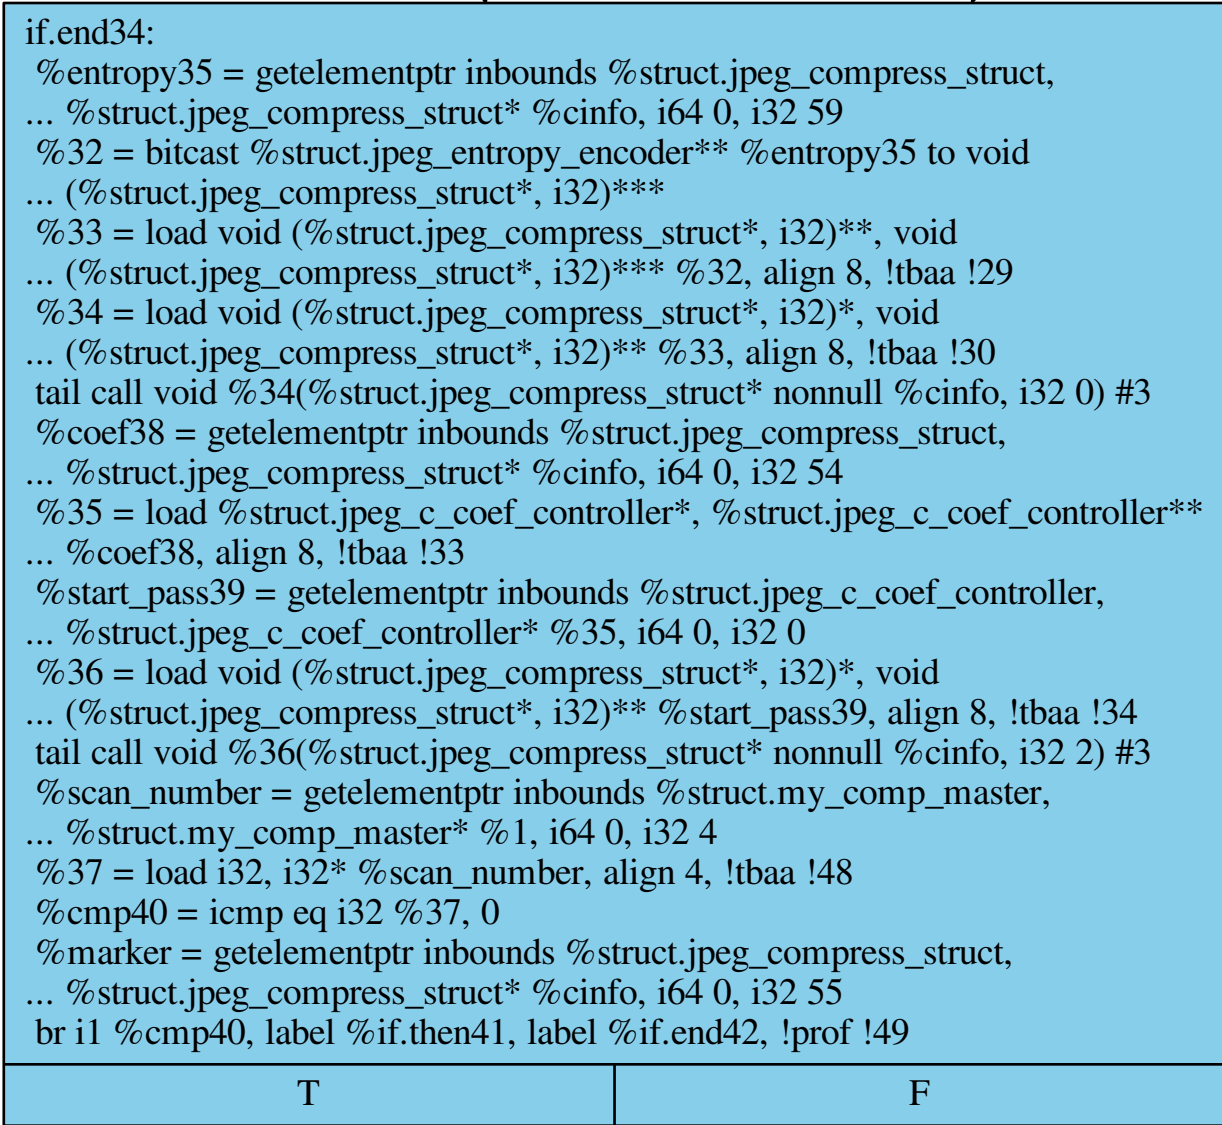 if.end34:
%entropy35 = getelementptr inbounds %struct.jpeg_compress_struct,
... %struct.jpeg_compress_struct* %cinfo, i64 0, i32 59
%32 = bitcast %struct.jpeg_entropy_encoder** %entropy35 to void
... (%struct.jpeg_compress_struct*, i32)***
%33 = load void (%struct.jpeg_compress_struct*, i32)**, void
... (%struct.jpeg_compress_struct*, i32)*** %32, align 8, !tbaa !29
%34 = load void (%struct.jpeg_compress_struct*, i32)*, void
... (%struct.jpeg_compress_struct*, i32)** %33, align 8, !tbaa !30
tail call void %34(%struct.jpeg_compress_struct* nonnull %cinfo, i32 0) #3
%coef38 = getelementptr inbounds %struct.jpeg_compress_struct,
... %struct.jpeg_compress_struct* %cinfo, i64 0, i32 54
%35 = load %struct.jpeg_c_coef_controller*, %struct.jpeg_c_coef_controller**
... %coef38, align 8, !tbaa !33
%start_pass39 = getelementptr inbounds %struct.jpeg_c_coef_controller,
... %struct.jpeg_c_coef_controller* %35, i64 0, i32 0
%36 = load void (%struct.jpeg_compress_struct*, i32)*, void
... (%struct.jpeg_compress_struct*, i32)** %start_pass39, align 8, !tbaa !34
tail call void %36(%struct.jpeg_compress_struct* nonnull %cinfo, i32 2) #3
%scan_number = getelementptr inbounds %struct.my_comp_master,
... %struct.my_comp_master* %1, i64 0, i32 4
%37 = load i32, i32* %scan_number, align 4, !tbaa !48
%cmp40 = icmp eq i32 %37, 0
%marker = getelementptr inbounds %struct.jpeg_compress_struct,
... %struct.jpeg_compress_struct* %cinfo, i64 0, i32 55
br i1 %cmp40, label %if.then41, label %if.end42, !prof !49
T
F